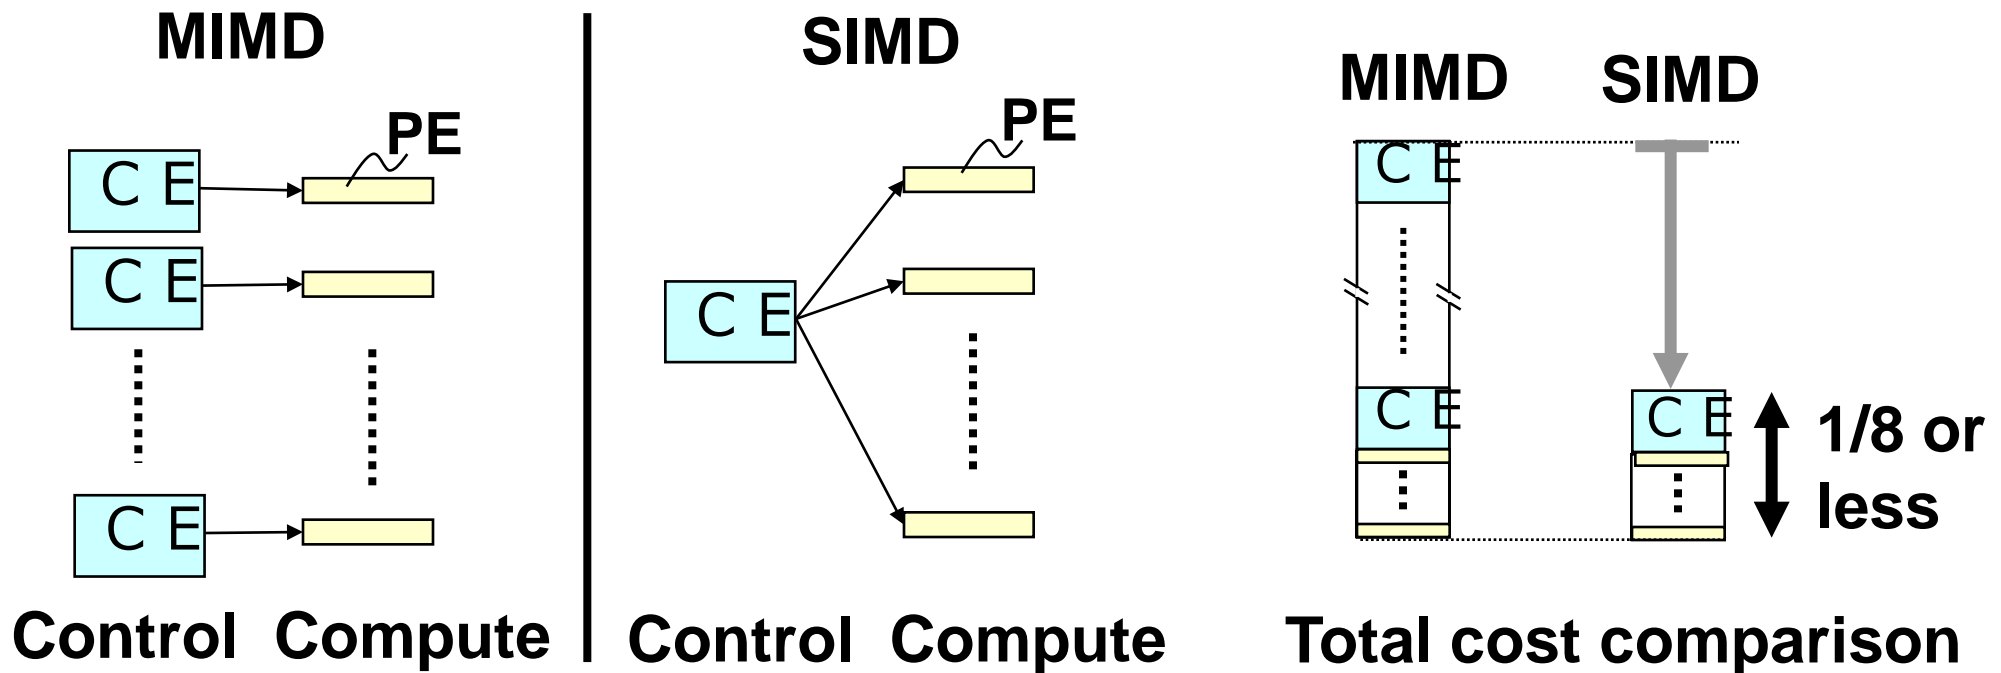 MIMD
PE
C E
C E
C E
Control Compute
SIMD
PE
C E
Control Compute
MIMD SIMD
C E
C E
C E
1/8 or
less
Total cost comparison